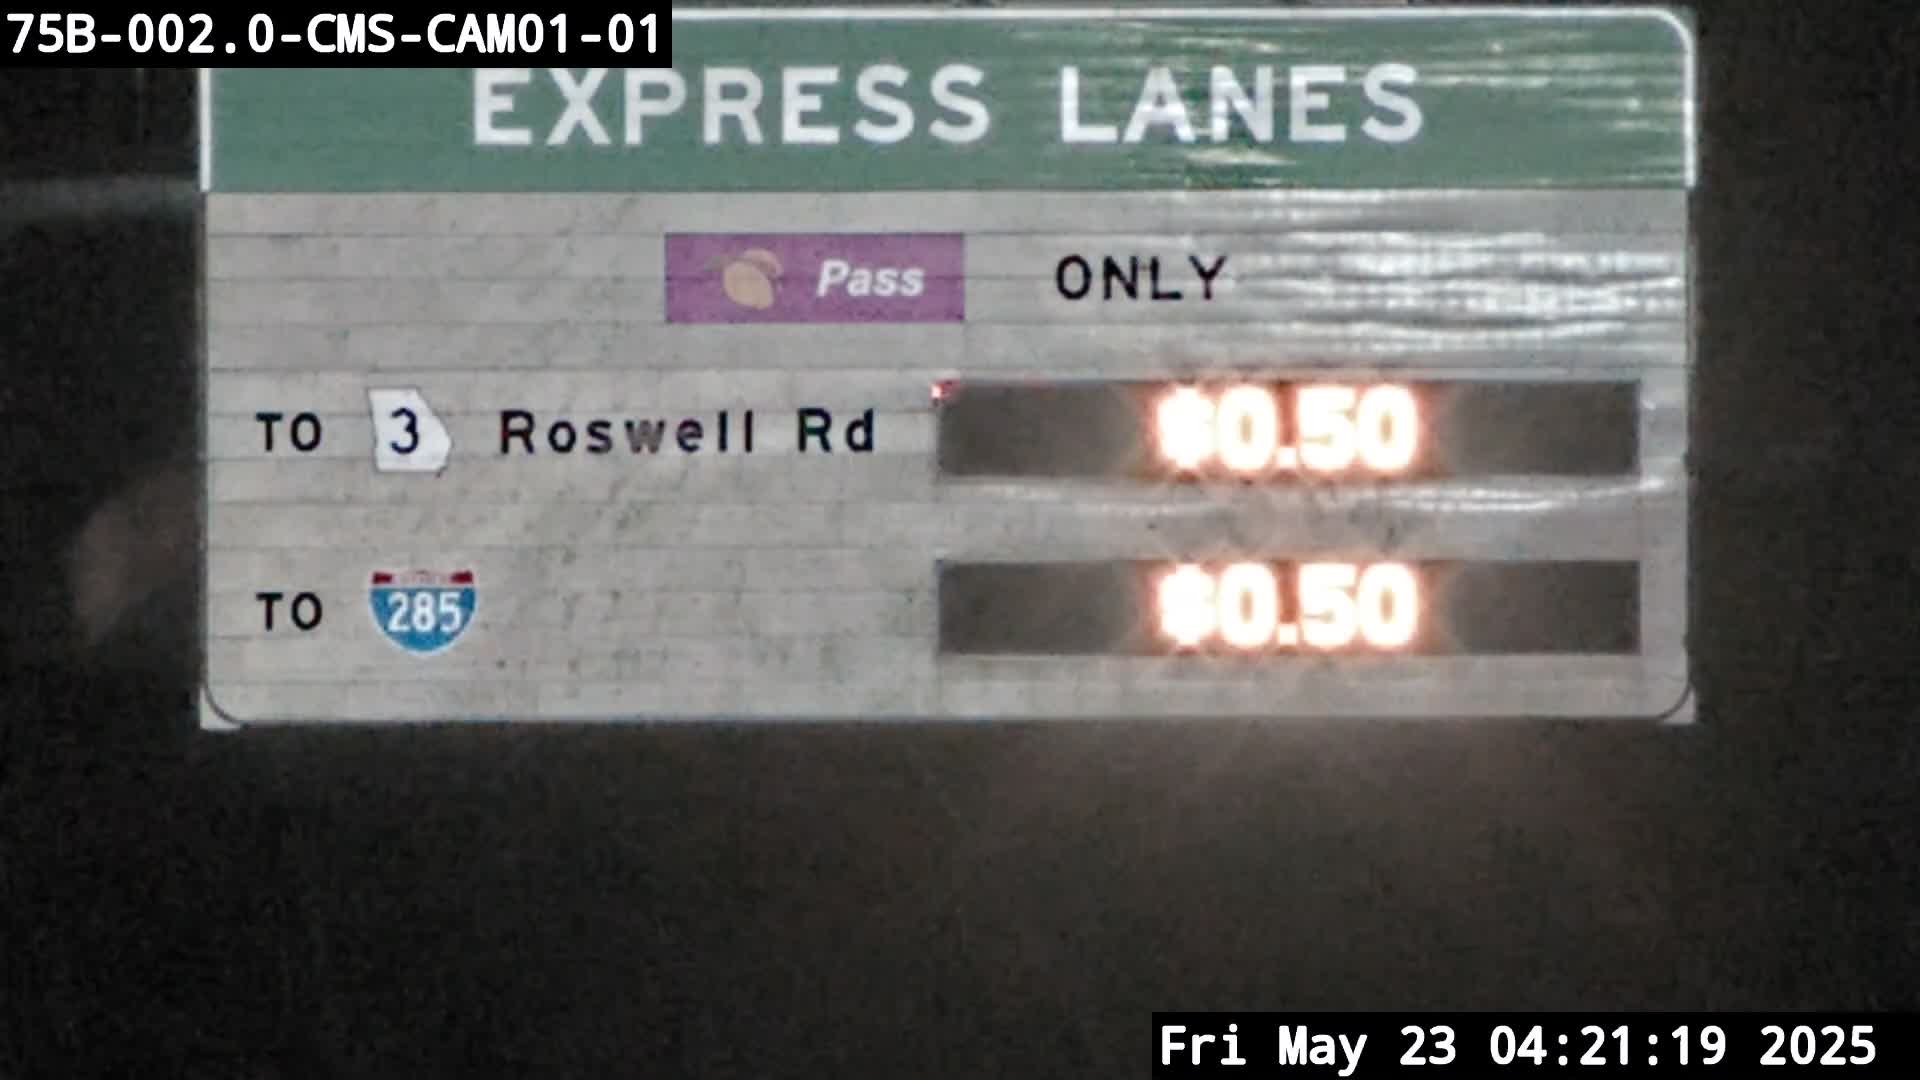 75B-002.0-CMS-CAM01-01
EXPRESS LANES
Pass ONLY
TO 3 Roswell Rd $0.50
TO 285 $0.50
Fri May 23 04:21:19 2025